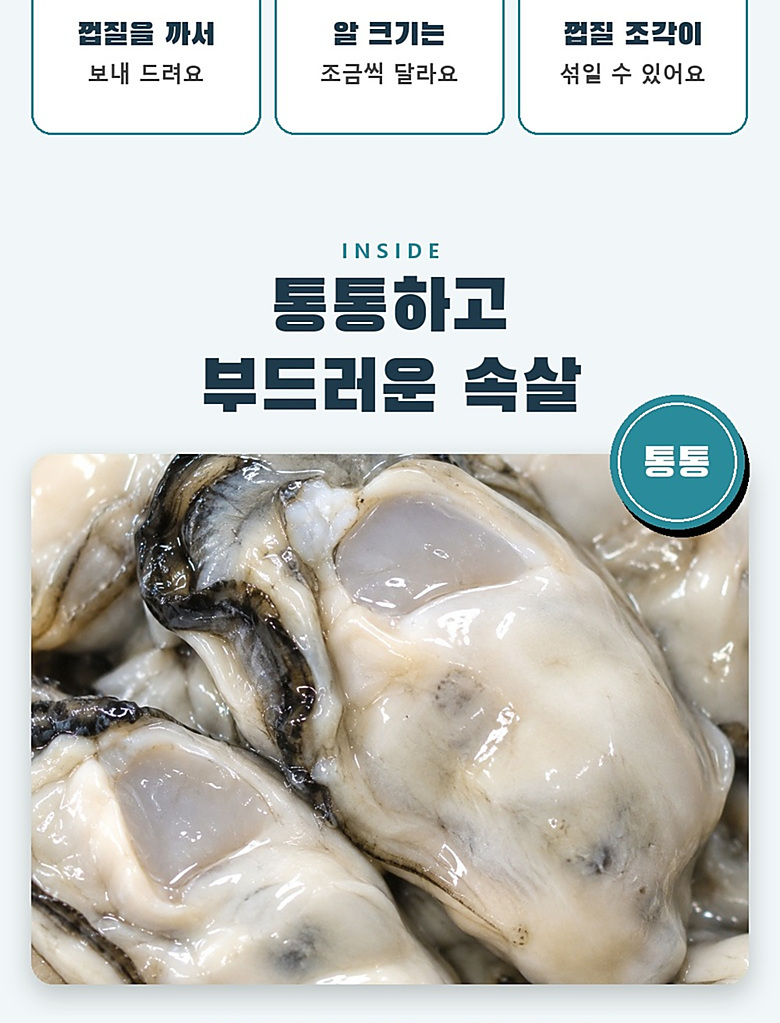 껍질을 까서
보내 드려요
알 크기는
조금씩 달라요
껍질 조각이
섞일 수 있어요
INSIDE
통통하고
부드러운 속살
통통